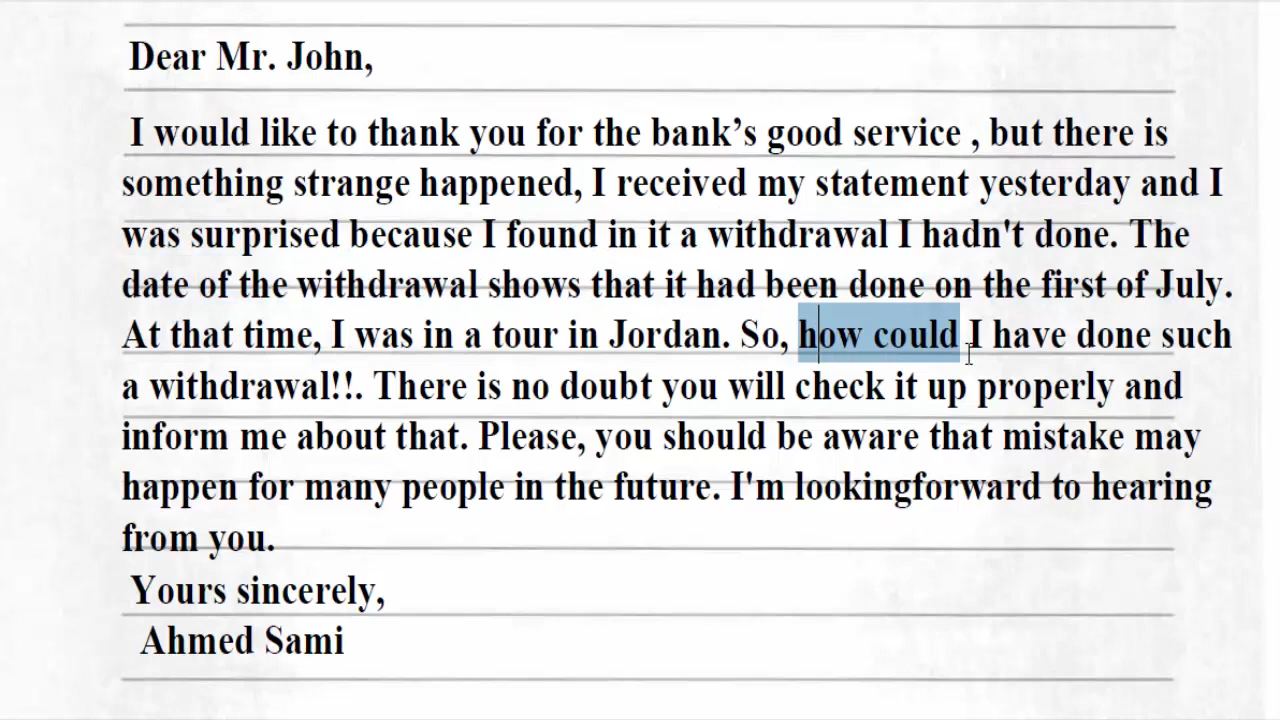 Dear Mr. John,
I would like to thank you for the bank’s good service , but there is
something strange happened, I received my statement yesterday and I
was surprised because I found in it a withdrawal I hadn't done. The
date of the withdrawal shows that it had been done on the first of July.
At that time, I was in a tour in Jordan. So, how could I have done such
a withdrawal!!. There is no doubt you will check it up properly and
inform me about that. Please, you should be aware that mistake may
happen for many people in the future. I'm lookingforward to hearing
from you.
Yours sincerely,
Ahmed Sami